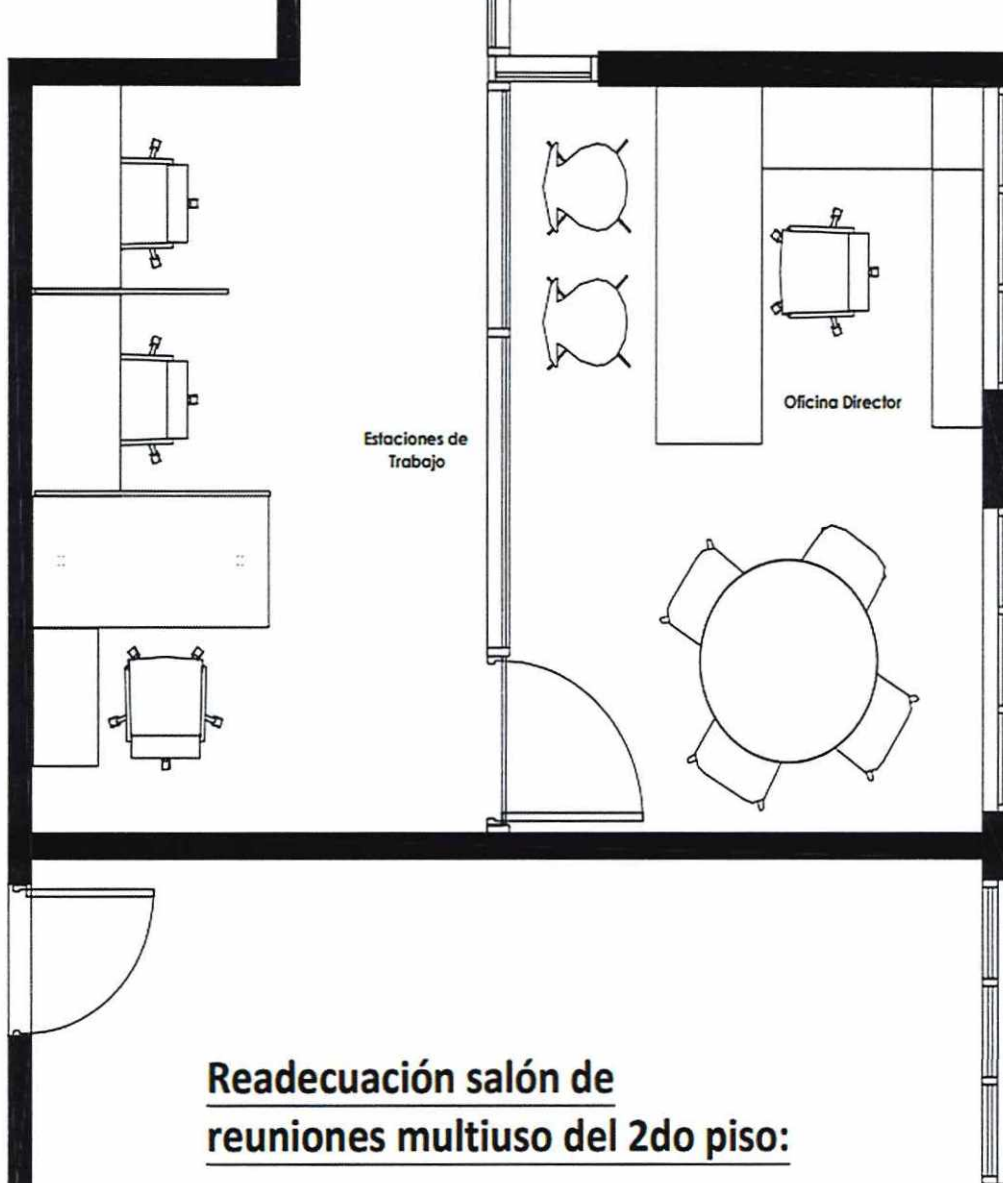 Estaciones de
Trabajo
Oficina Director
Readecuación salón de
reuniones multiuso del 2do piso: